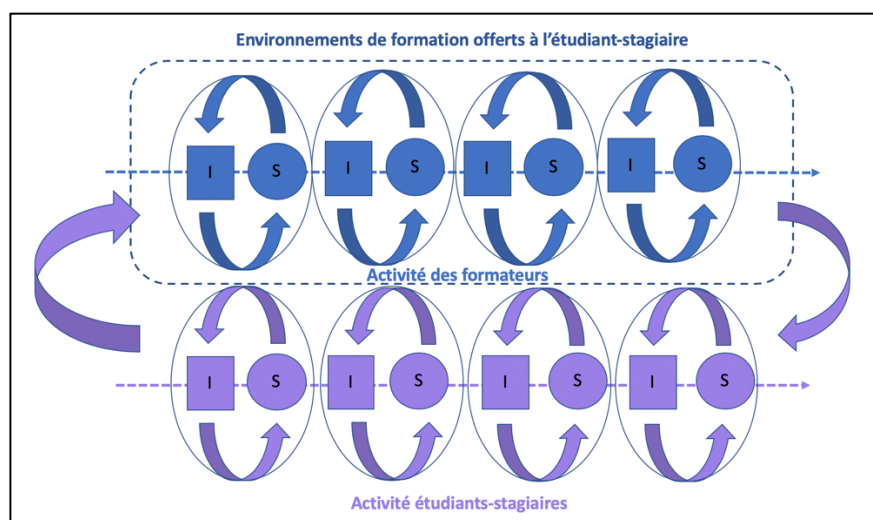 Environnements de formation offerts à l'étudiant-stagiaire
I S I S I S I S
Activité des formateurs
I S I S I S I S
Activité étudiants-stagiaires